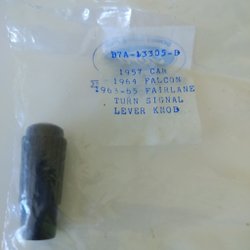 B7A-13305-B
1957 CAR
1964 FALCON
1963-65 FAIRLANE
TURN SIGNAL
LEVER KNOB